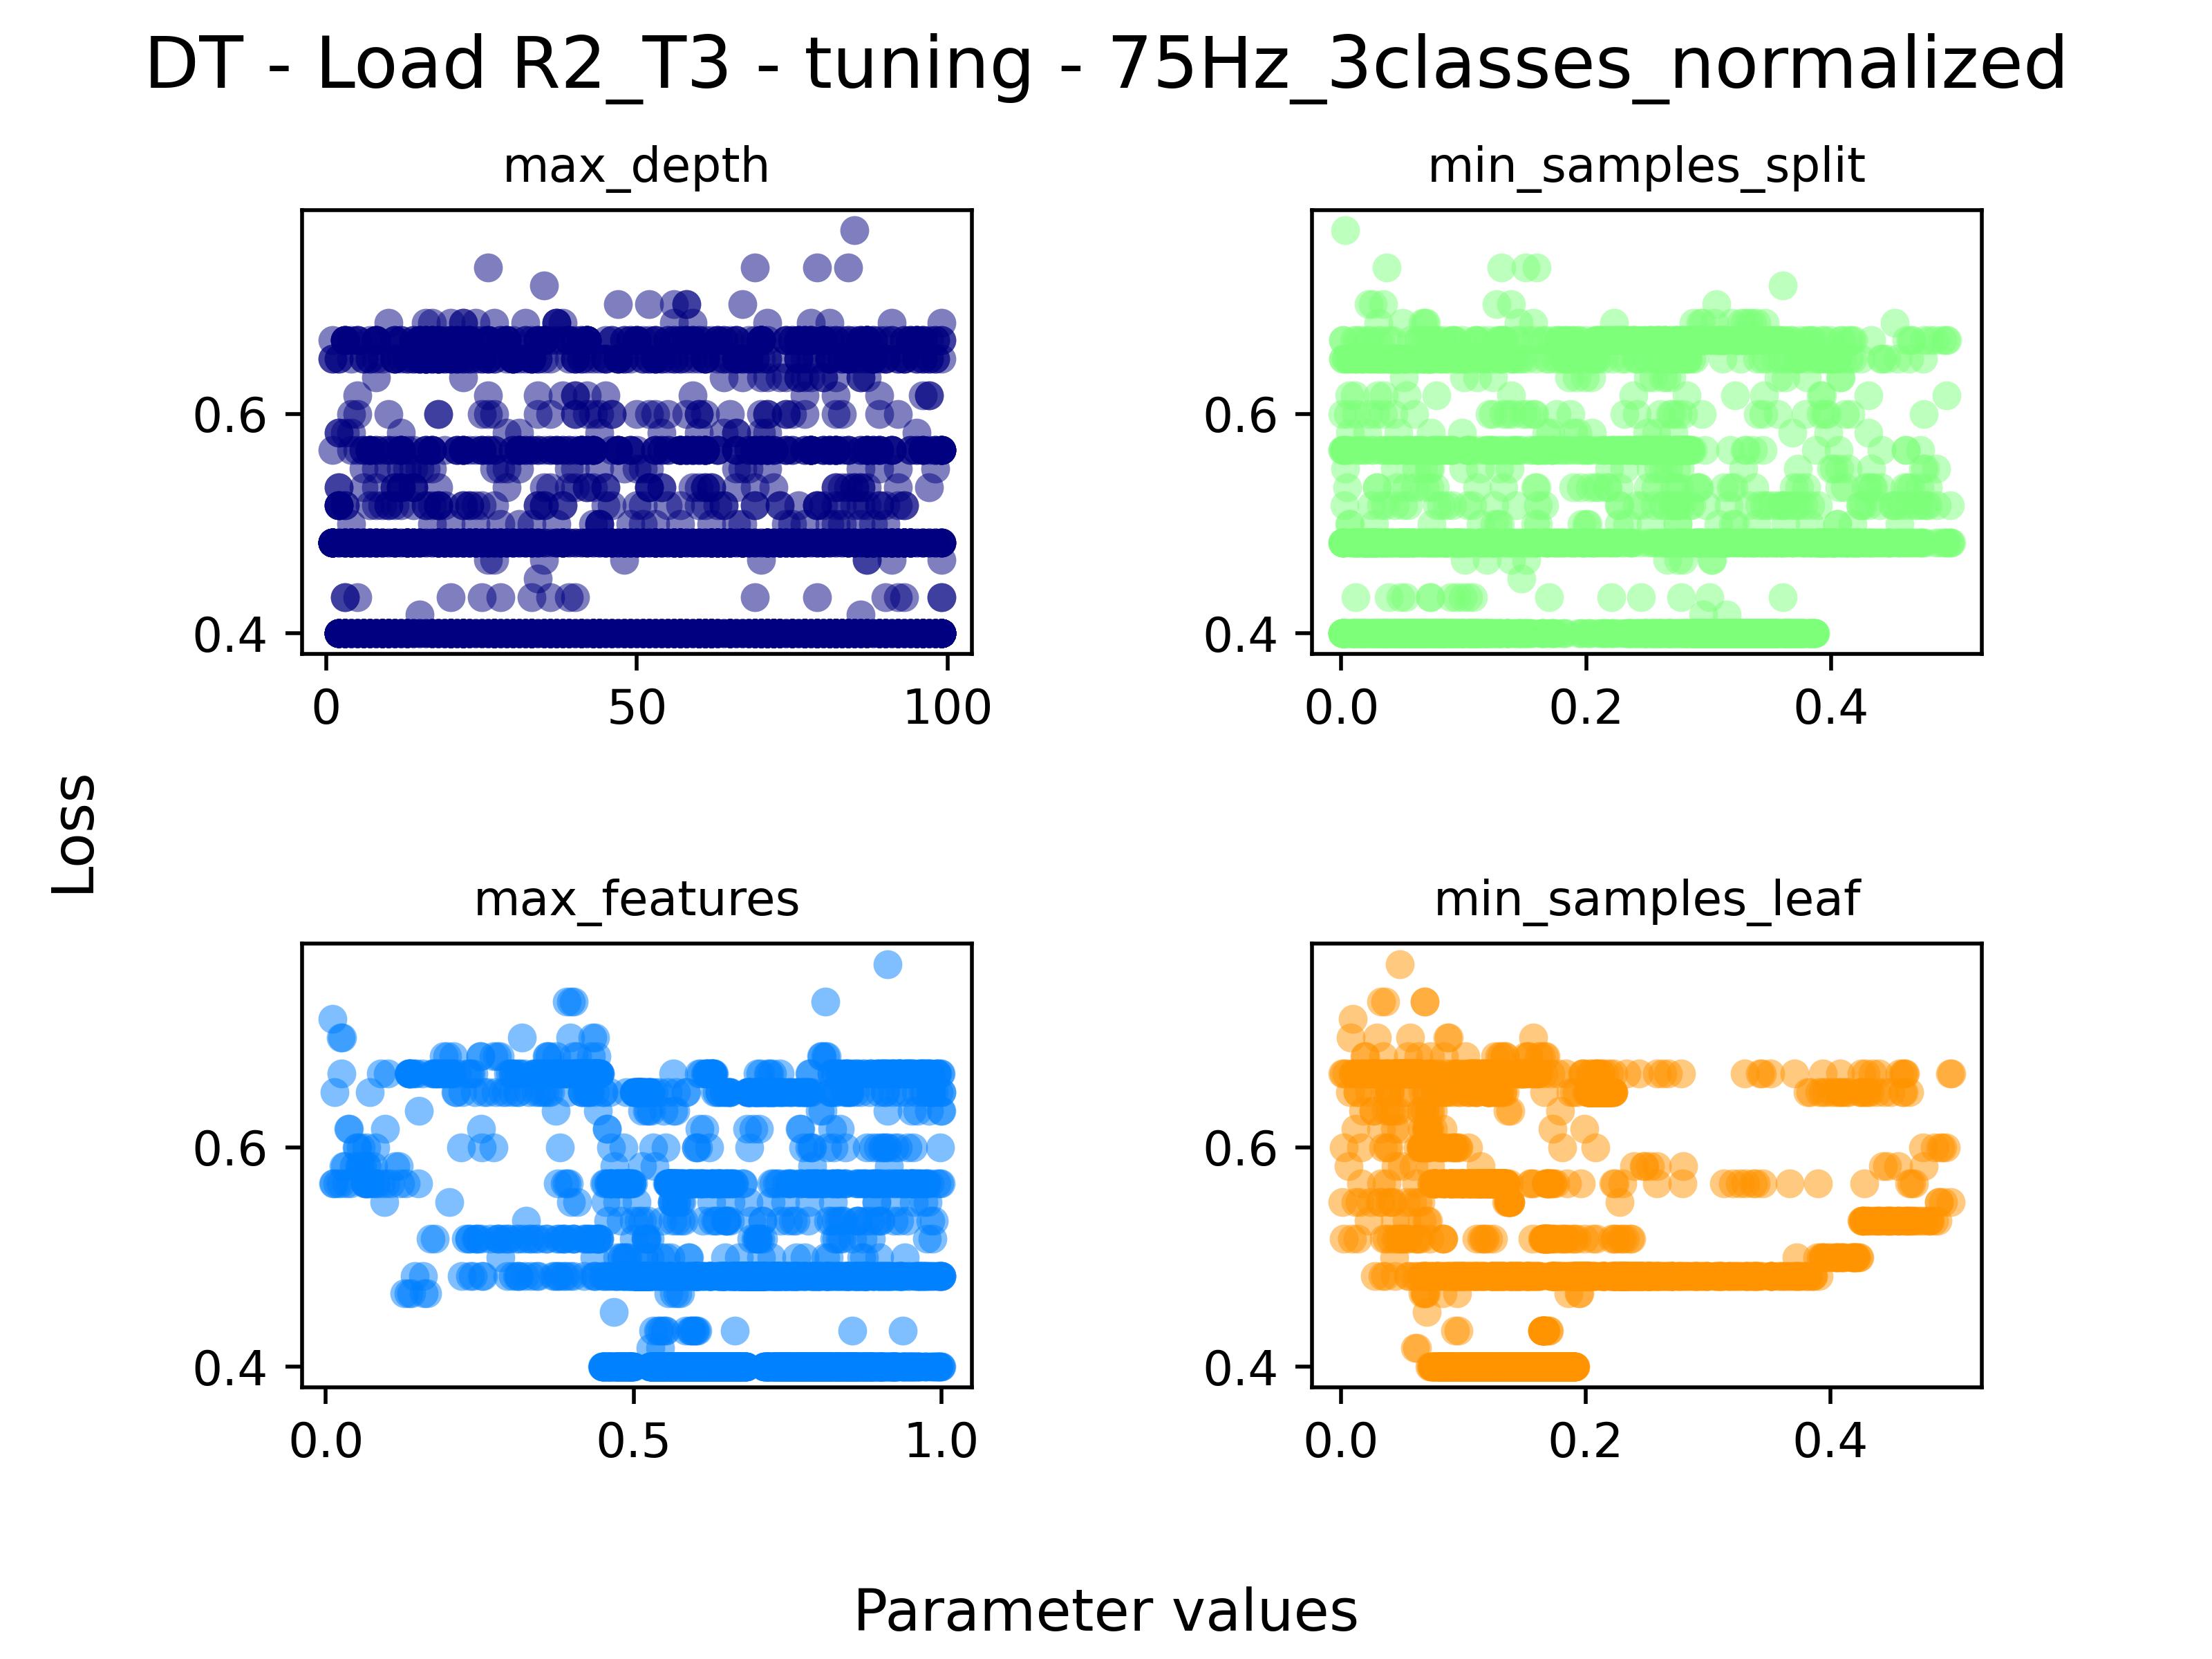 DT - Load R2_T3 - tuning - 75Hz_3classes_normalized
max_depth
min_samples_split
0.6
0.4
0
50
100
0.6
0.4
0.0
0.2
0.4
Loss
max_features
min_samples_leaf
0.6
0.4
0.0
0.5
1.0
0.6
0.4
0.0
0.2
0.4
Parameter values